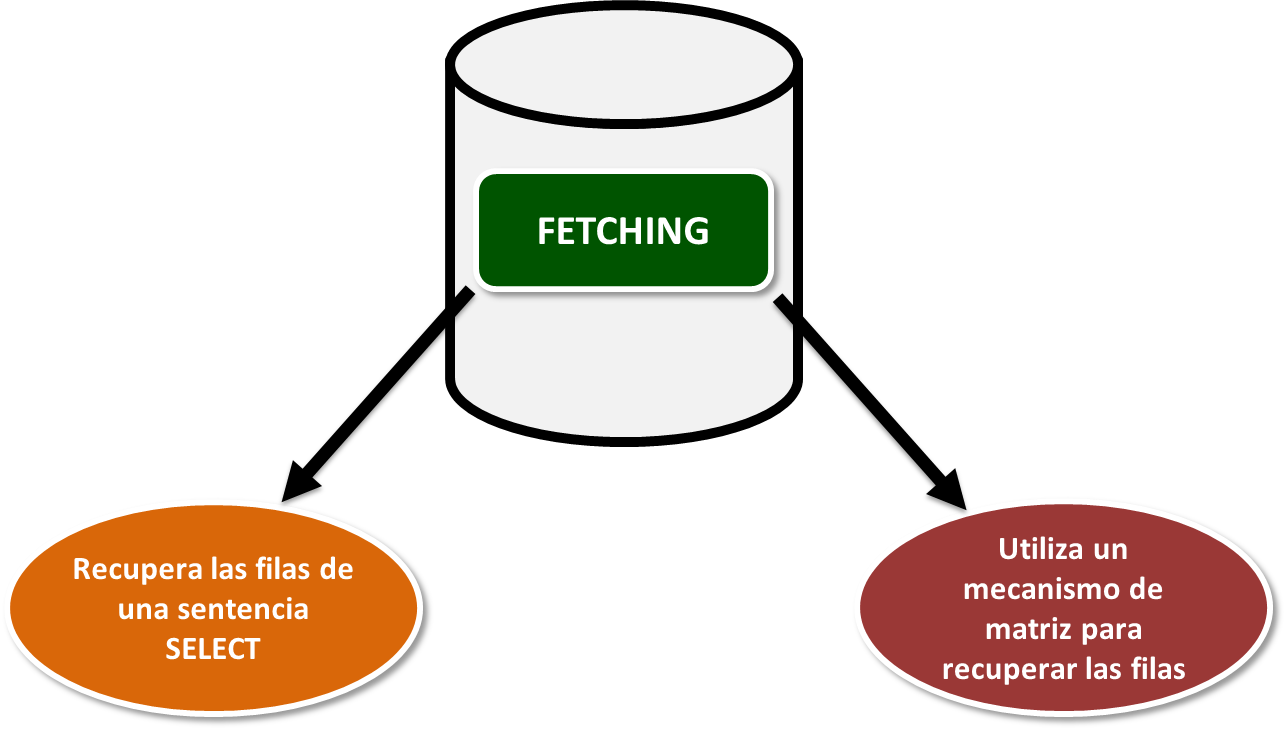 FETCHING
Recupera las filas de
una sentencia
SELECT
Utiliza un
mecanismo de
matriz para
recuperar las filas